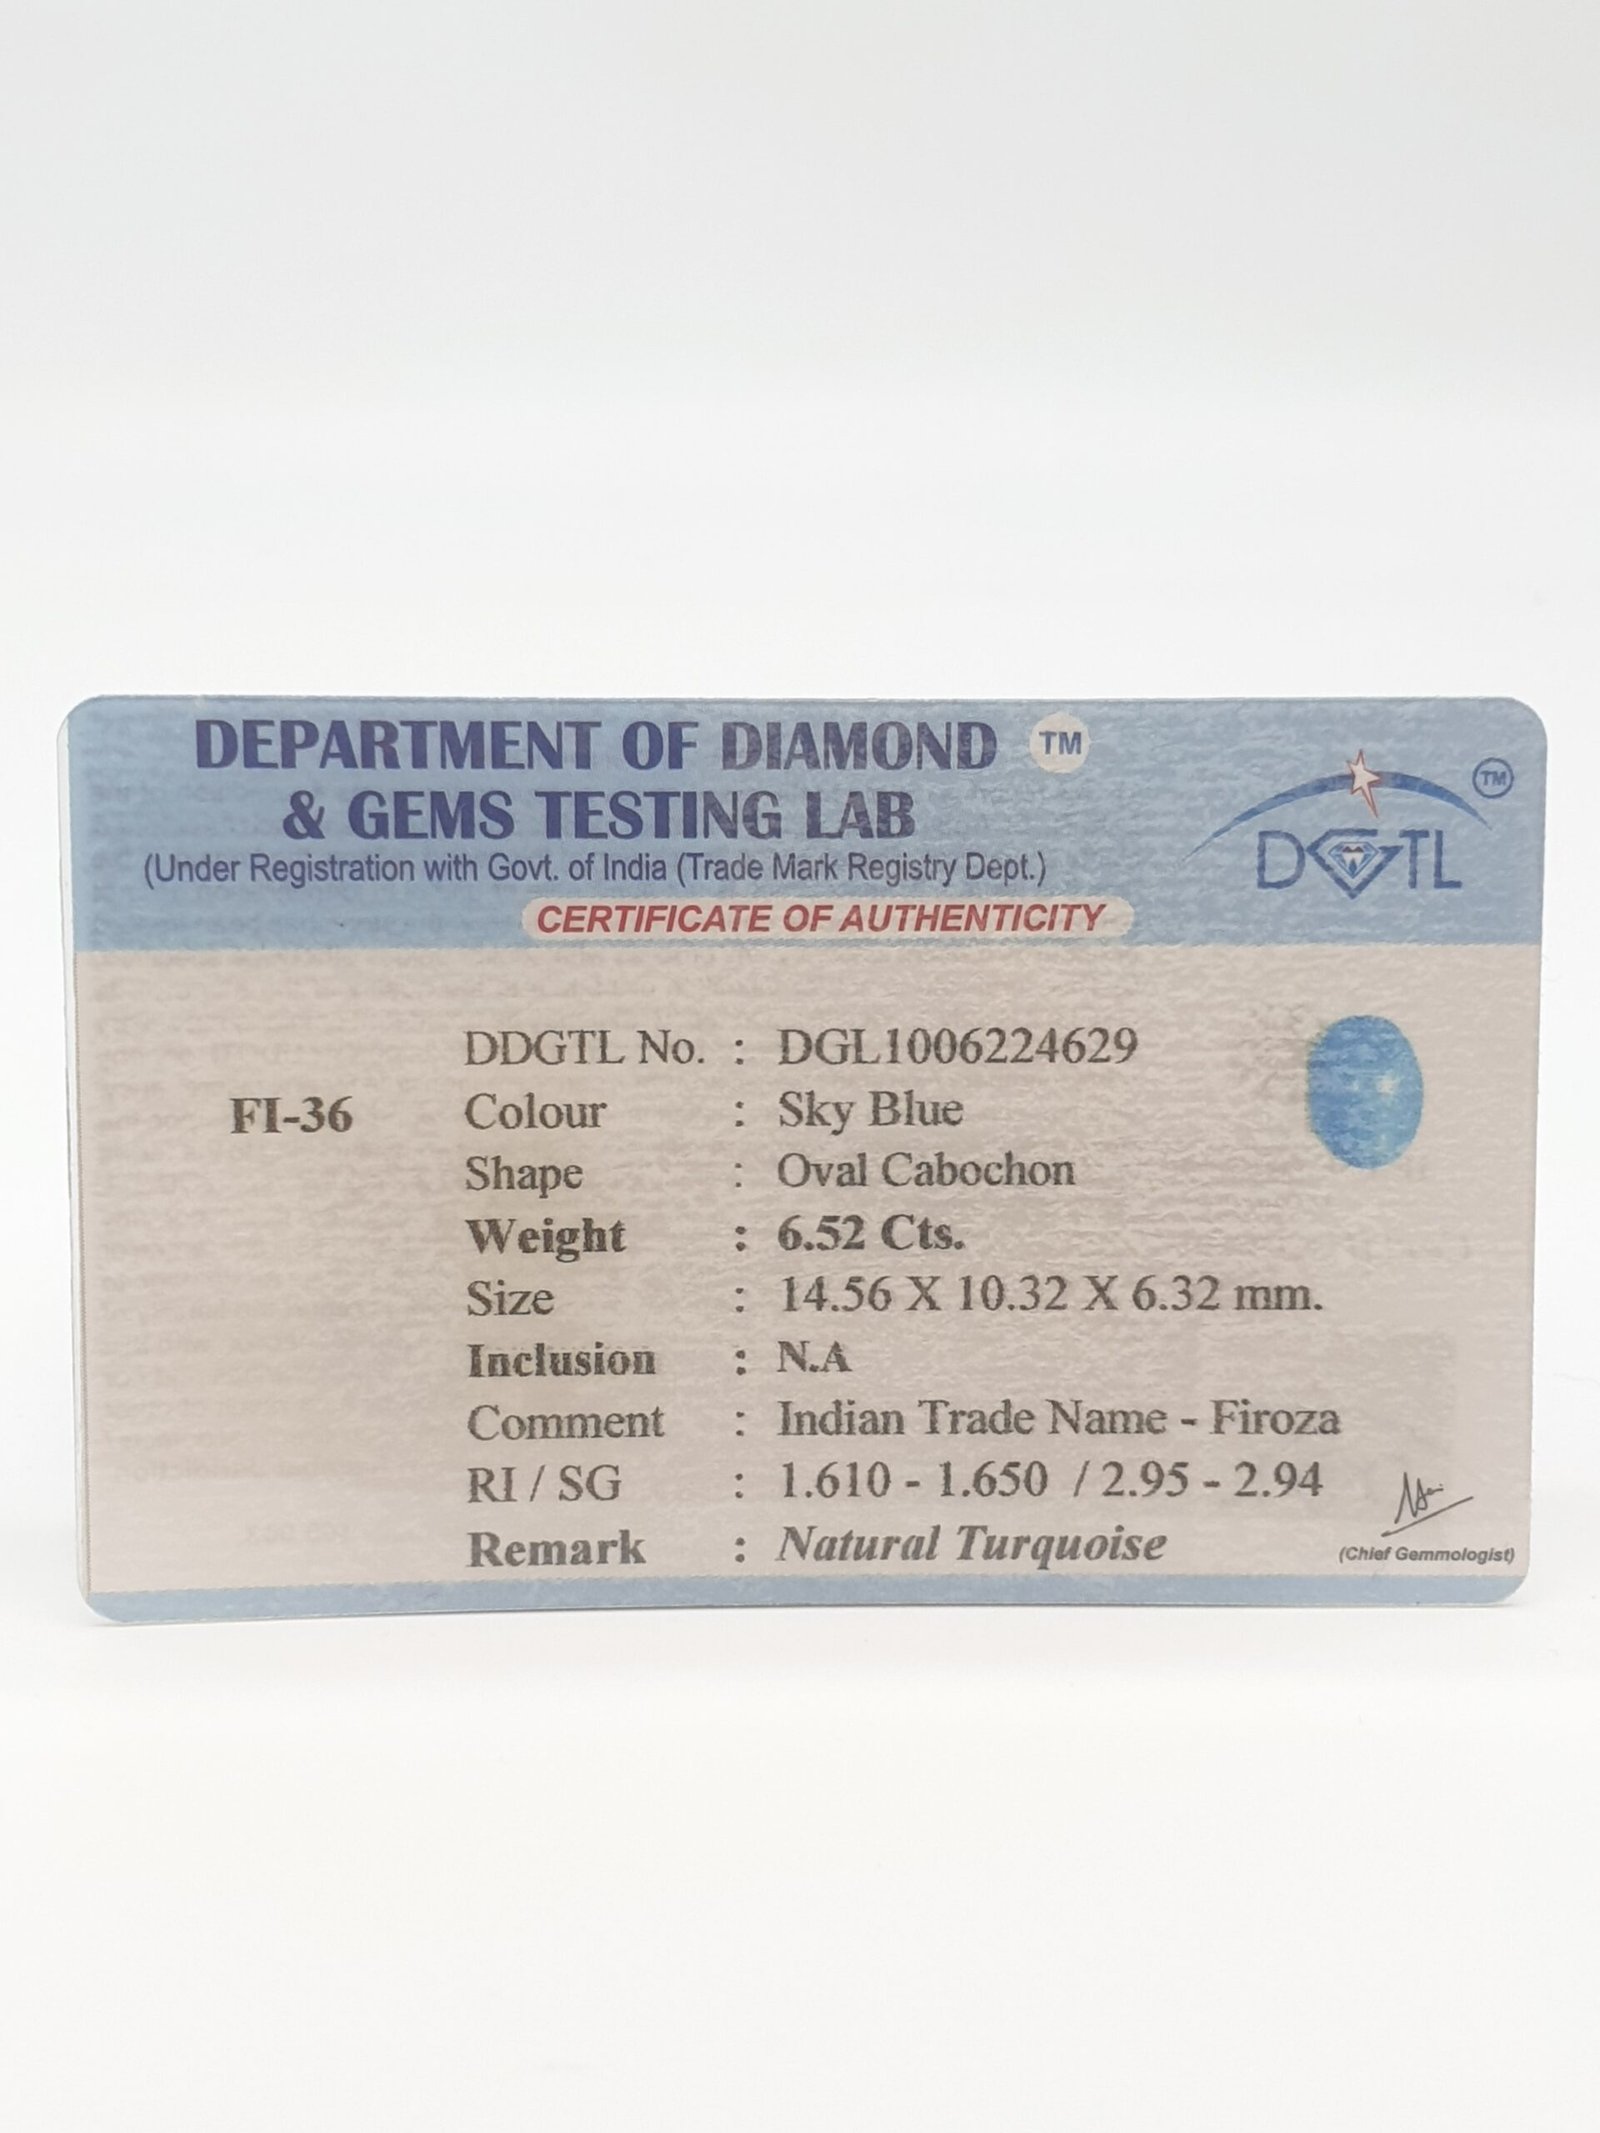 DEPARTMENT OF DIAMOND TM
& GEMS TESTING LAB
(Under Registration with Govt. of India (Trade Mark Registry Dept.)
CERTIFICATE OF AUTHENTICITY
TM
DGTL
DDGTL No. : DGL1006224629
FI-36
Colour : Sky Blue
Shape : Oval Cabochon
Weight : 6.52 Cts.
Size : 14.56 X 10.32 X 6.32 mm.
Inclusion : N.A
Comment : Indian Trade Name - Firoza
RI / SG : 1.610 - 1.650 / 2.95 - 2.94
Remark : Natural Turquoise
(Chief Gemmologist)